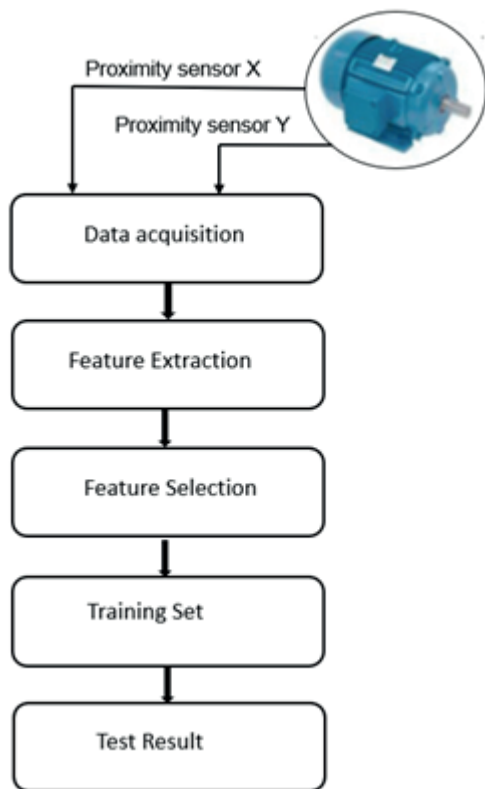 Proximity sensor X
Proximity sensor Y
Data acquisition
Feature Extraction
Feature Selection
Training Set
Test Result